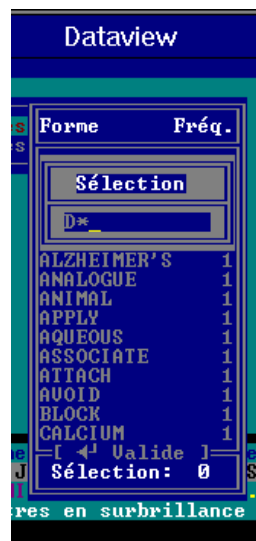 Dataview
Forme Fréq.
Sélection
D*_
ALZHEIMER'S 1
ANALOGUE 1
ANIMAL 1
APPLY 1
AQUEOUS 1
ASSOCIATE 1
ATTACH 1
AVOID 1
BLOCK 1
CALCIUM 1
[ ↵ Valide ]
Sélection: 0
res en surbrillance